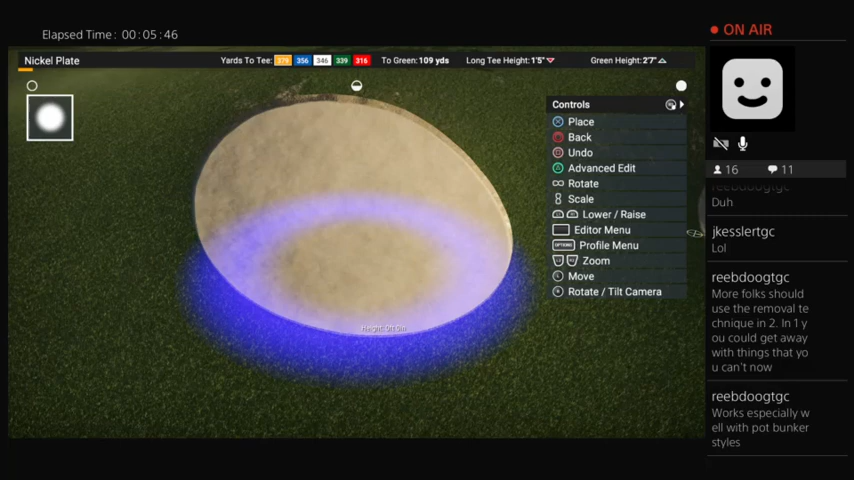 Elapsed Time: 00:05:46
ON AIR
Nickel Plate
Yards To Tee: 379 356 346 339 316
To Green: 109 yds
Long Tee Height: 1'5"
Green Height: 2'7"
Controls
Place
Back
Undo
Advanced Edit
Rotate
Scale
Lower / Raise
Editor Menu
OPTIONS Profile Menu
Zoom
Move
Rotate / Tilt Camera
16 11
reebdoogtgc
Duh
jkesslertgc
Lol
reebdoogtgc
More folks should
use the removal te
chnique in 2. In 1 y
ou could get away
with things that yo
u can't now
reebdoogtgc
Works especially w
ell with pot bunker
styles